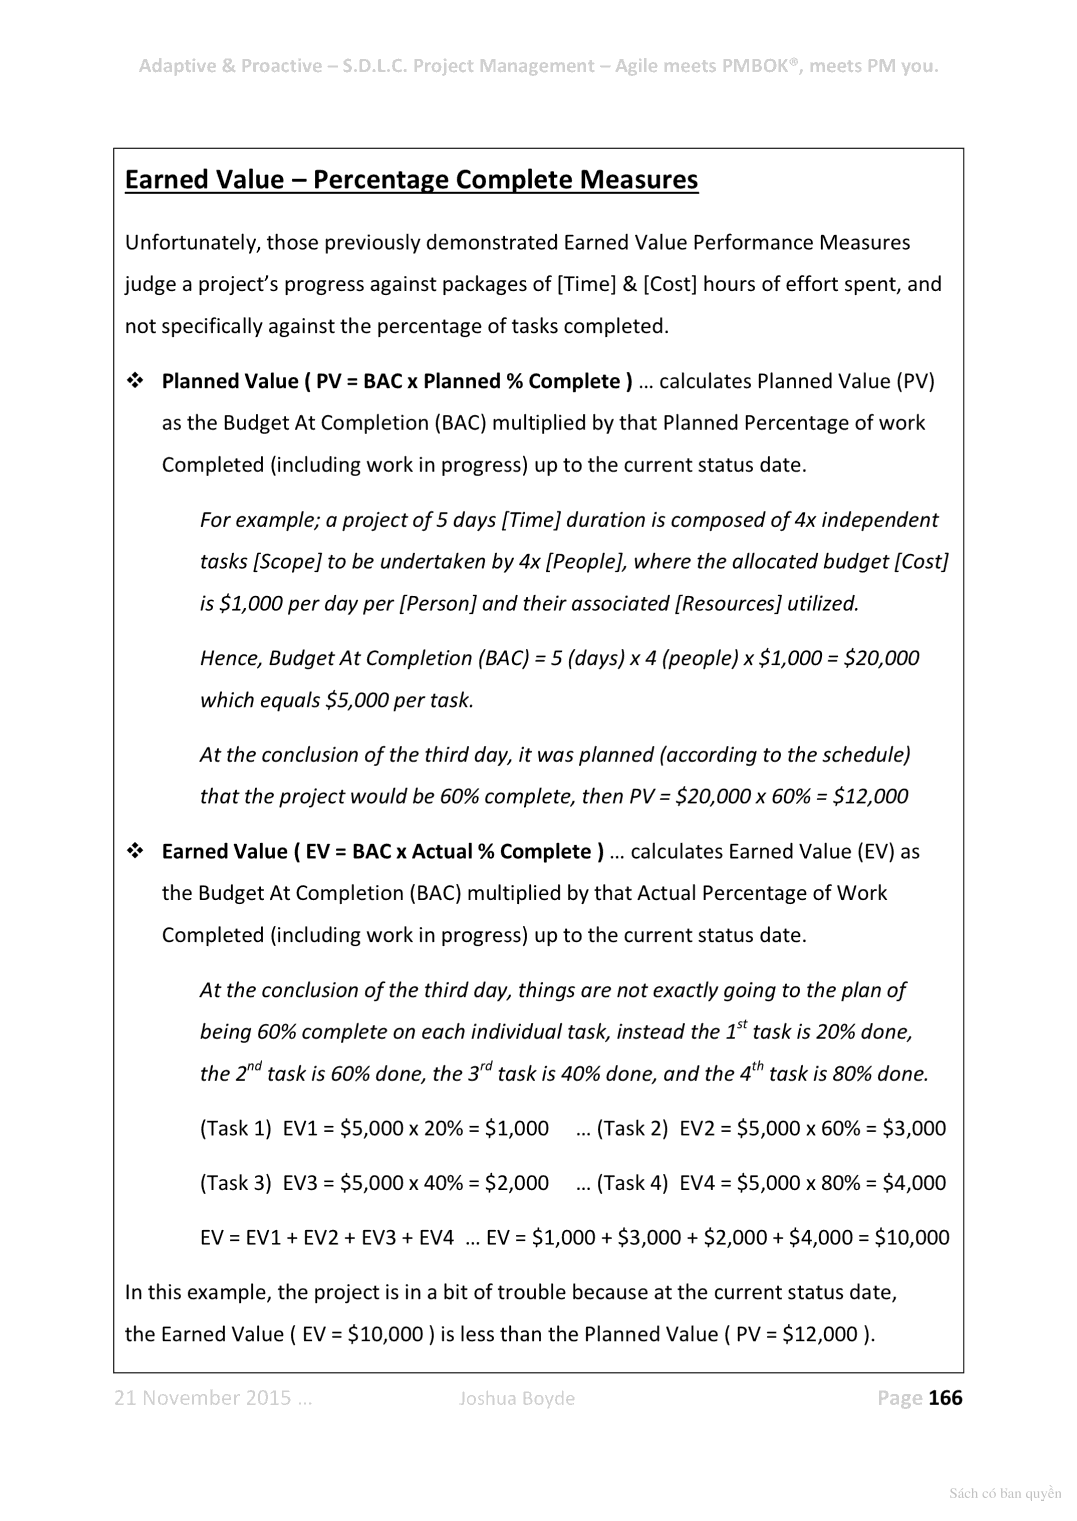 Adaptive & Proactive – S.D.L.C. Project Management – Agile meets PMBOK®, meets PM you.
Earned Value – Percentage Complete Measures
Unfortunately, those previously demonstrated Earned Value Performance Measures
judge a project’s progress against packages of [Time] & [Cost] hours of effort spent, and
not specifically against the percentage of tasks completed.
❖ Planned Value ( PV = BAC x Planned % Complete ) … calculates Planned Value (PV)
as the Budget At Completion (BAC) multiplied by that Planned Percentage of work
Completed (including work in progress) up to the current status date.
For example; a project of 5 days [Time] duration is composed of 4x independent
tasks [Scope] to be undertaken by 4x [People], where the allocated budget [Cost]
is $1,000 per day per [Person] and their associated [Resources] utilized.
Hence, Budget At Completion (BAC) = 5 (days) x 4 (people) x $1,000 = $20,000
which equals $5,000 per task.
At the conclusion of the third day, it was planned (according to the schedule)
that the project would be 60% complete, then PV = $20,000 x 60% = $12,000
❖ Earned Value ( EV = BAC x Actual % Complete ) … calculates Earned Value (EV) as
the Budget At Completion (BAC) multiplied by that Actual Percentage of Work
Completed (including work in progress) up to the current status date.
At the conclusion of the third day, things are not exactly going to the plan of
being 60% complete on each individual task, instead the 1st task is 20% done,
the 2nd task is 60% done, the 3rd task is 40% done, and the 4th task is 80% done.
(Task 1) EV1 = $5,000 x 20% = $1,000 … (Task 2) EV2 = $5,000 x 60% = $3,000
(Task 3) EV3 = $5,000 x 40% = $2,000 … (Task 4) EV4 = $5,000 x 80% = $4,000
EV = EV1 + EV2 + EV3 + EV4 … EV = $1,000 + $3,000 + $2,000 + $4,000 = $10,000
In this example, the project is in a bit of trouble because at the current status date,
the Earned Value ( EV = $10,000 ) is less than the Planned Value ( PV = $12,000 ).
21 November 2015 … Joshua Boyde Page 166
Sách có bản quyền